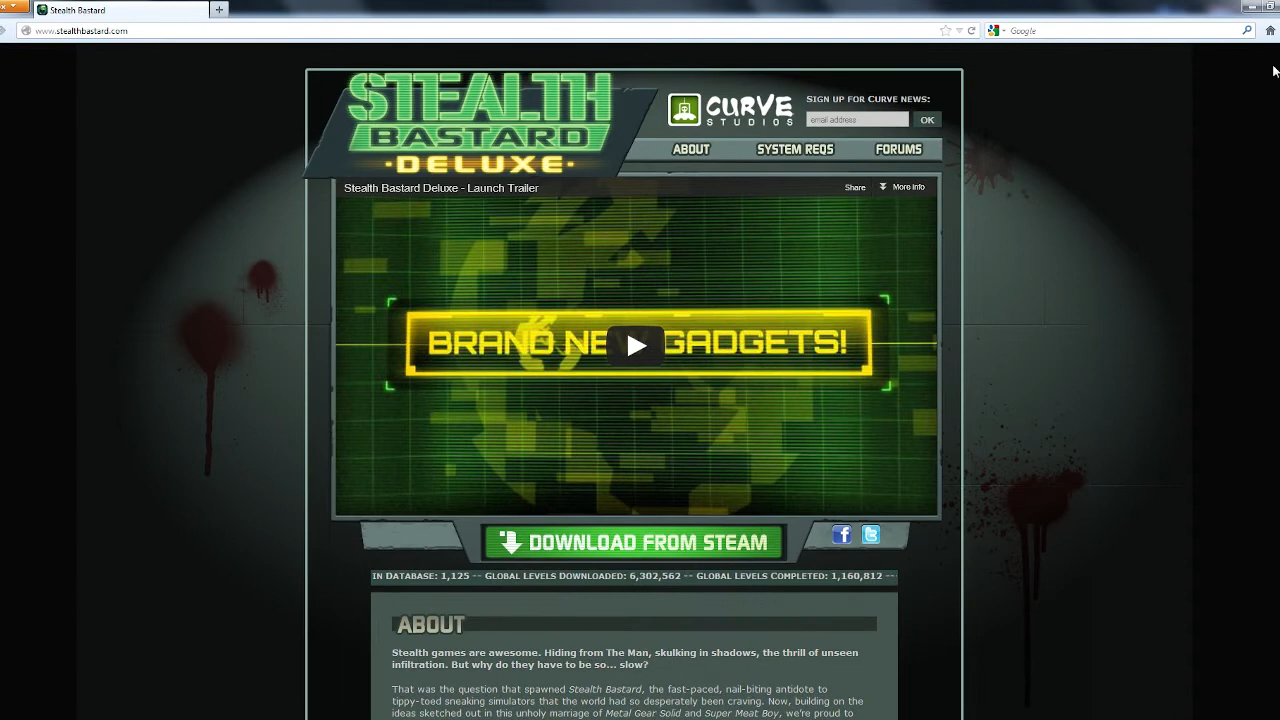 Stealth Bastard
www.stealthbastard.com
Google
STEALTH
BASTARD
·DELUXE·
CURVE
STUDIOS
SIGN UP FOR CURVE NEWS:
email address
OK
ABOUT
SYSTEM REQS
FORUMS
Stealth Bastard Deluxe - Launch Trailer
Share
More info
BRAND NE GADGETS!
DOWNLOAD FROM STEAM
IN DATABASE: 1,125 -- GLOBAL LEVELS DOWNLOADED: 6,302,562 -- GLOBAL LEVELS COMPLETED: 1,160,812 --
ABOUT
Stealth games are awesome. Hiding from The Man, skulking in shadows, the thrill of unseen
infiltration. But why do they have to be so... slow?
That was the question that spawned Stealth Bastard, the fast-paced, nail-biting antidote to
tippy-toed sneaking simulators that the world had so desperately been craving. Now, building on the
ideas sketched out in this unholy marriage of Metal Gear Solid and Super Meat Boy, we're proud to